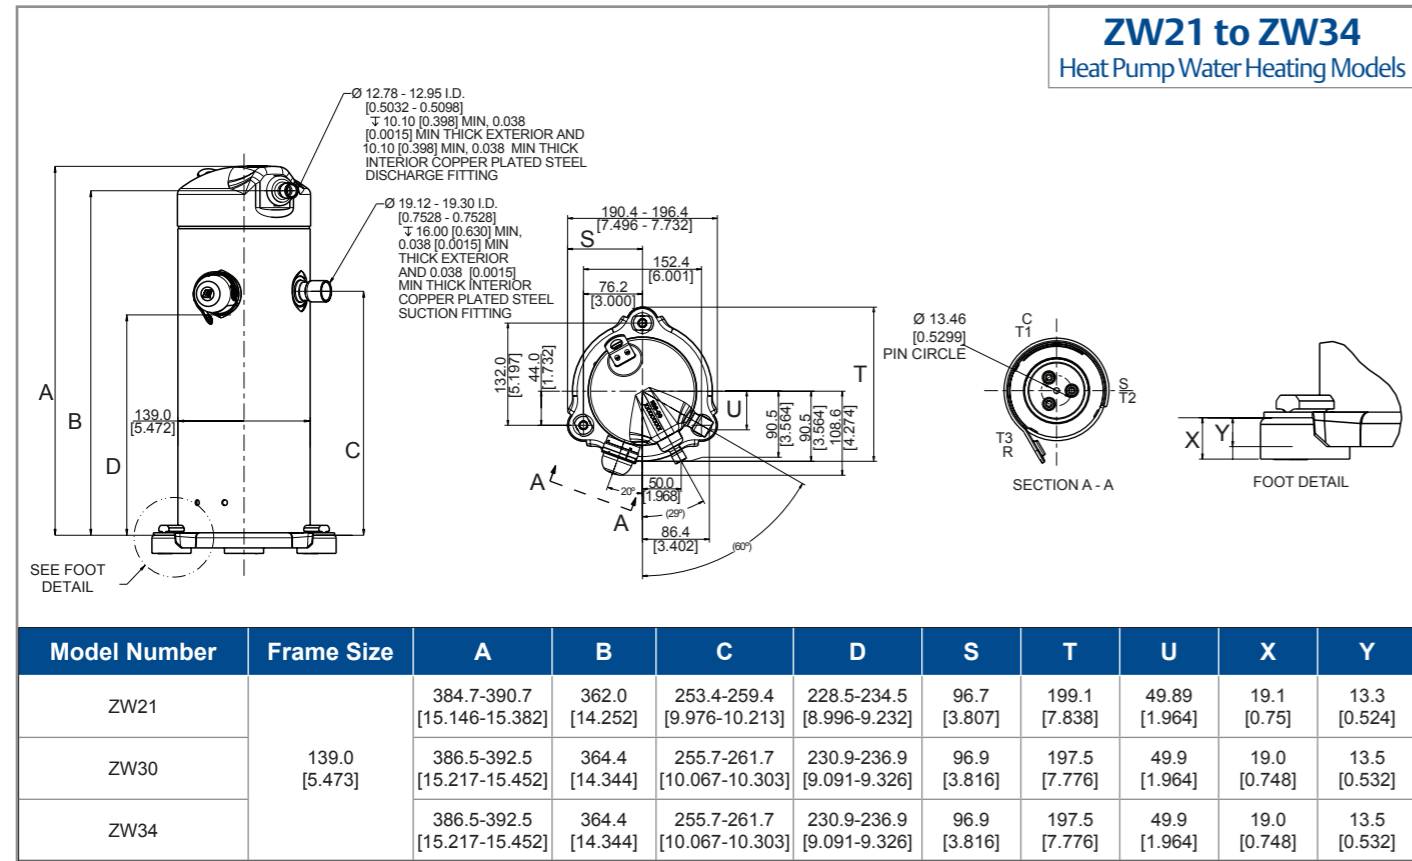 ZW21 to ZW34
Heat Pump Water Heating Models
Ø 12.78 - 12.95 I.D.
[0.5032 - 0.5098]
↧ 10.10 [0.398] MIN, 0.038
[0.0015] MIN THICK EXTERIOR AND
10.10 [0.398] MIN, 0.038 MIN THICK
INTERIOR COPPER PLATED STEEL
DISCHARGE FITTING
Ø 19.12 - 19.30 I.D.
[0.7528 - 0.7528]
↧ 16.00 [0.630] MIN,
0.038 [0.0015] MIN
THICK EXTERIOR
AND 0.038 [0.0015]
MIN THICK INTERIOR
COPPER PLATED STEEL
SUCTION FITTING
A
B
139.0
[5.472]
C
D
SEE FOOT
DETAIL
190.4 - 196.4
[7.496 - 7.732]
S
152.4
[6.001]
76.2
[3.000]
132.0
[5.197]
44.0
[1.732]
T
U
90.5
[3.564]
90.5
[3.564]
108.6
[4.274]
A
A
20°
50.0
[1.968]
(29°)
86.4
[3.402]
(60°)
Ø 13.46
[0.5299]
PIN CIRCLE
C
T1
S
T2
T3
R
SECTION A - A
X
Y
FOOT DETAIL
Model Number Frame Size A B C D S T U X Y
ZW21 384.7-390.7 362.0 253.4-259.4 228.5-234.5 96.7 199.1 49.89 19.1 13.3
[15.146-15.382] [14.252] [9.976-10.213] [8.996-9.232] [3.807] [7.838] [1.964] [0.75] [0.524]
139.0
[5.473]
ZW30 386.5-392.5 364.4 255.7-261.7 230.9-236.9 96.9 197.5 49.9 19.0 13.5
[15.217-15.452] [14.344] [10.067-10.303] [9.091-9.326] [3.816] [7.776] [1.964] [0.748] [0.532]
ZW34 386.5-392.5 364.4 255.7-261.7 230.9-236.9 96.9 197.5 49.9 19.0 13.5
[15.217-15.452] [14.344] [10.067-10.303] [9.091-9.326] [3.816] [7.776] [1.964] [0.748] [0.532]